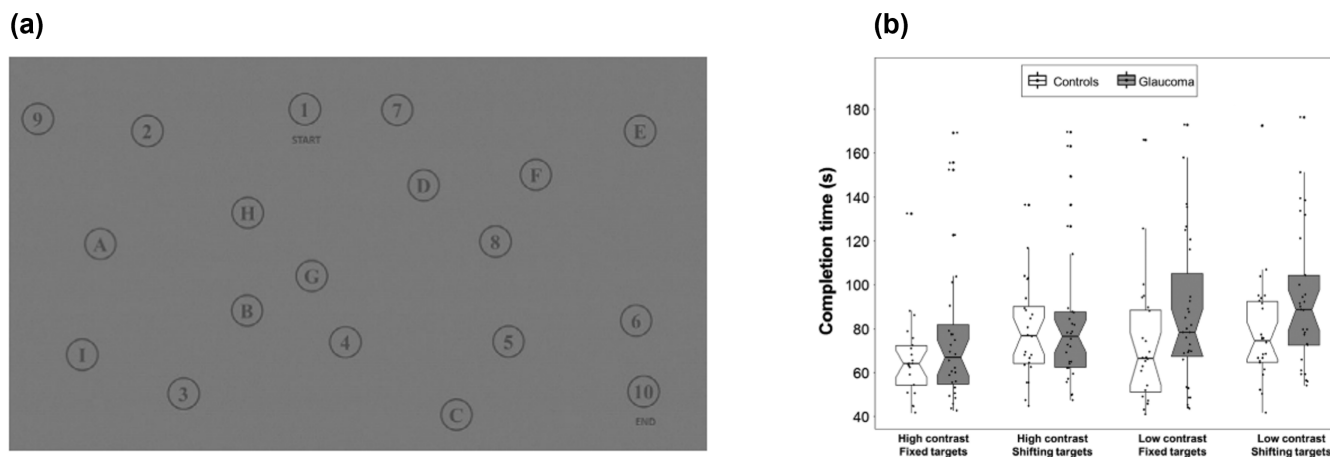 (a)
(b)
1
7
9
2
START
E
F
D
H
A
8
G
B
6
4
5
I
3
10
C
END
Controls
Glaucoma
Completion time (s)
180
160
140
120
100
80
60
40
High contrast
Fixed targets
High contrast
Shifting targets
Low contrast
Fixed targets
Low contrast
Shifting targets